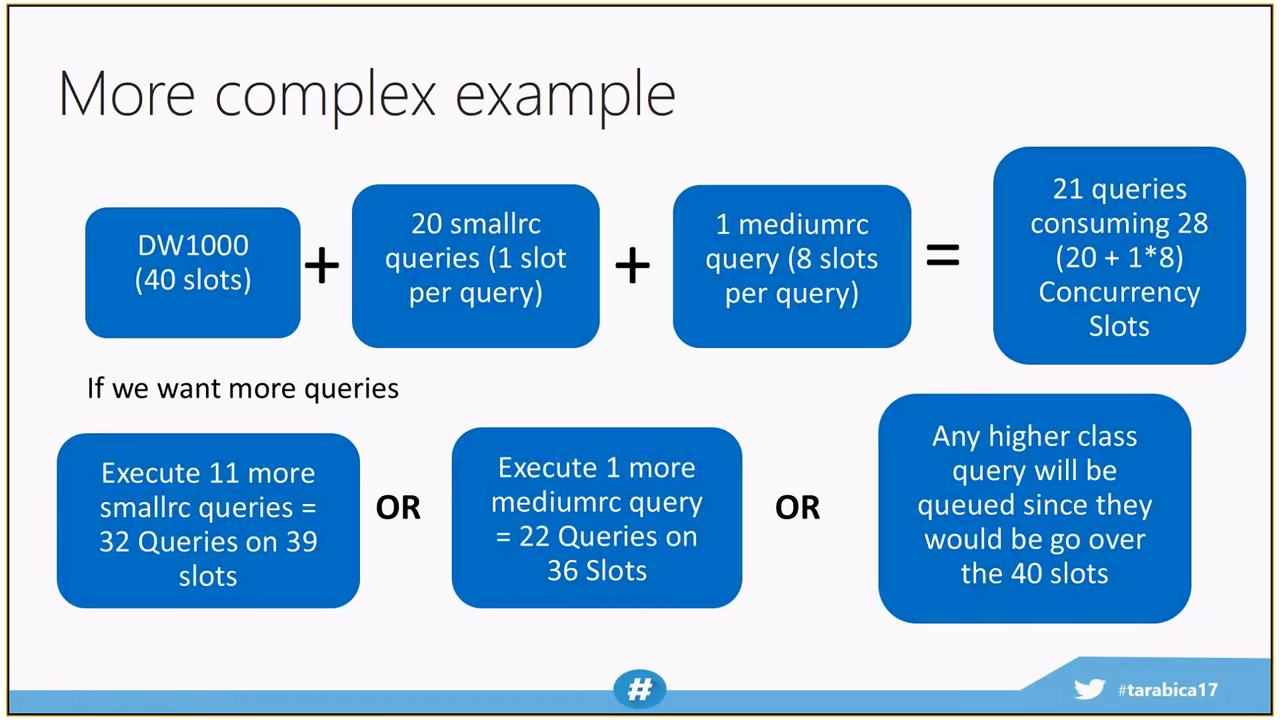 More complex example
DW1000
(40 slots)
+
20 smallrc
queries (1 slot
per query)
+
1 mediumrc
query (8 slots
per query)
=
21 queries
consuming 28
(20 + 1*8)
Concurrency
Slots
If we want more queries
Execute 11 more
smallrc queries =
32 Queries on 39
slots
OR
Execute 1 more
mediumrc query
= 22 Queries on
36 Slots
OR
Any higher class
query will be
queued since they
would be go over
the 40 slots
#
#tarabica17